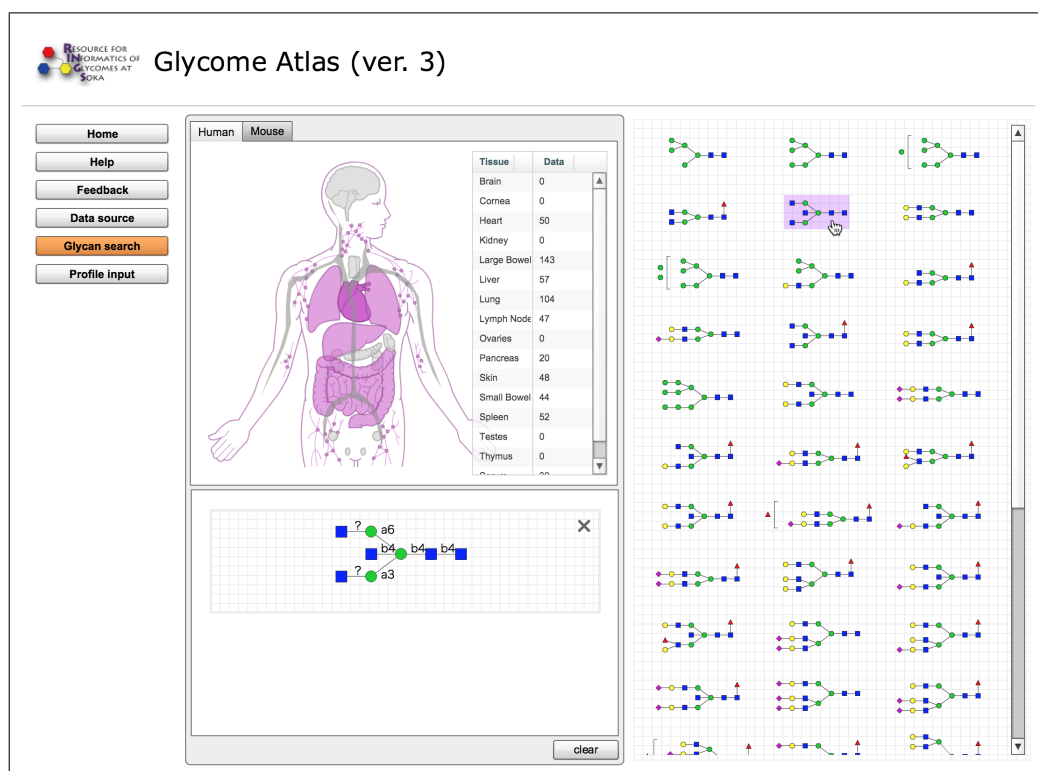 RESOURCE FOR
INFORMATICS OF
GLYCOMES AT
SOKA
Glycome Atlas (ver. 3)
Home
Help
Feedback
Data source
Glycan search
Profile input
Human Mouse
Tissue Data
Brain 0
Cornea 0
Heart 50
Kidney 0
Large Bowel 143
Liver 57
Lung 104
Lymph Node 47
Ovaries 0
Pancreas 20
Skin 48
Small Bowel 44
Spleen 52
Testes 0
Thymus 0
? a6
b4 b4 b4
? a3
clear